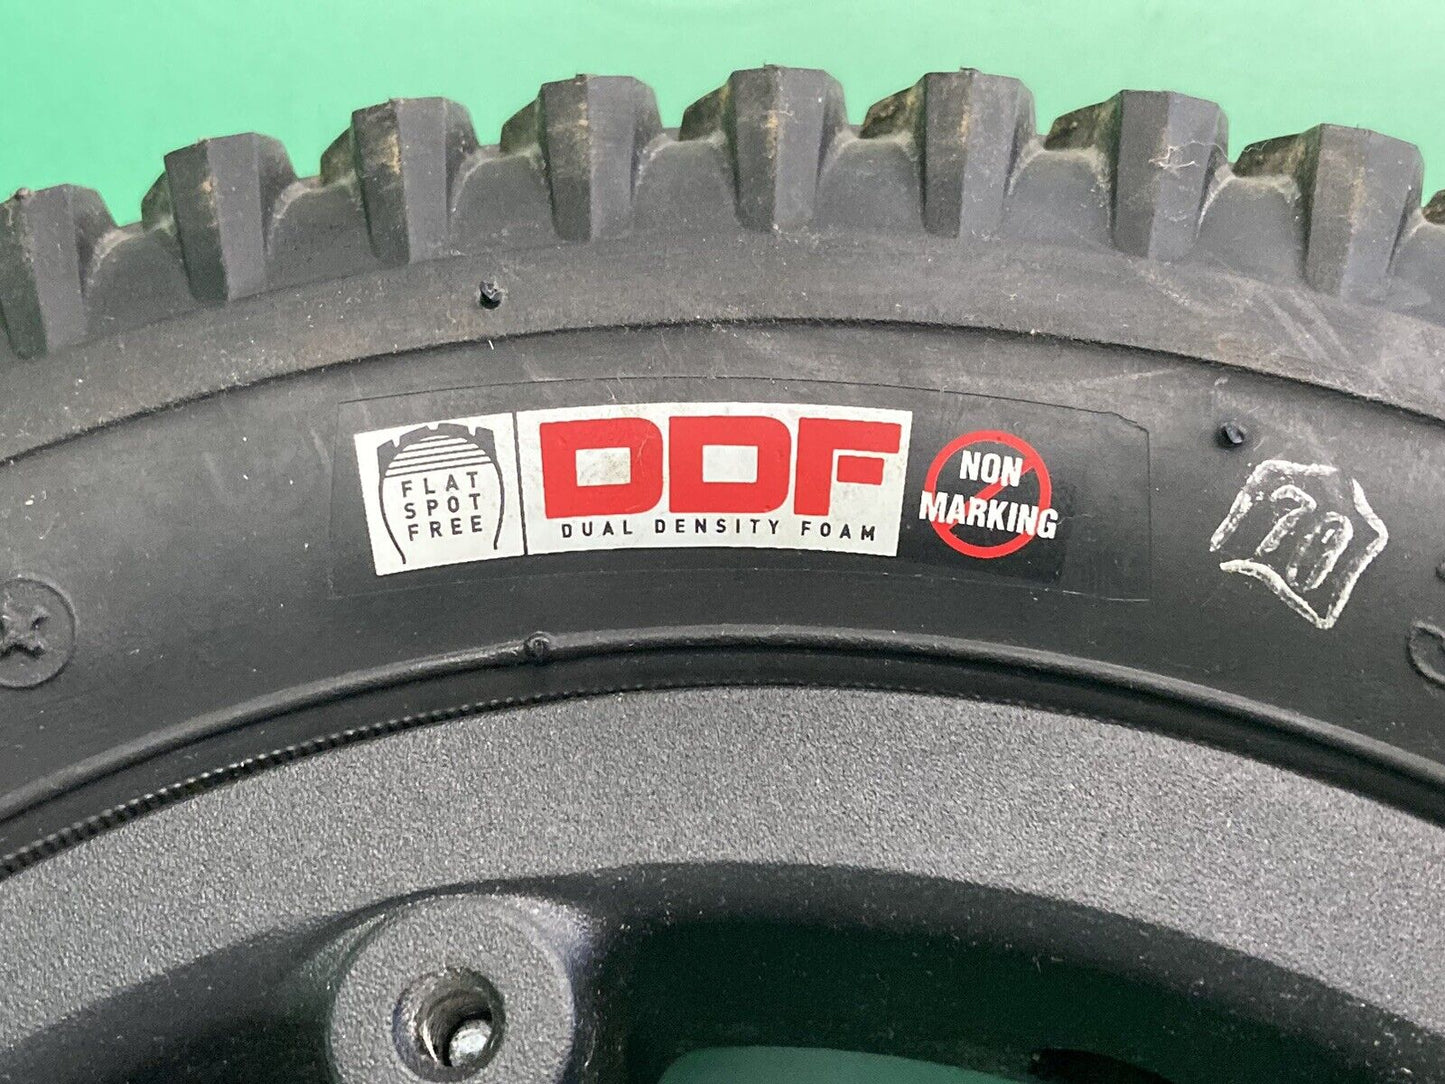 FLAT
SPOT
FREE
DDF
DUAL DENSITY FOAM
NON
MARKING